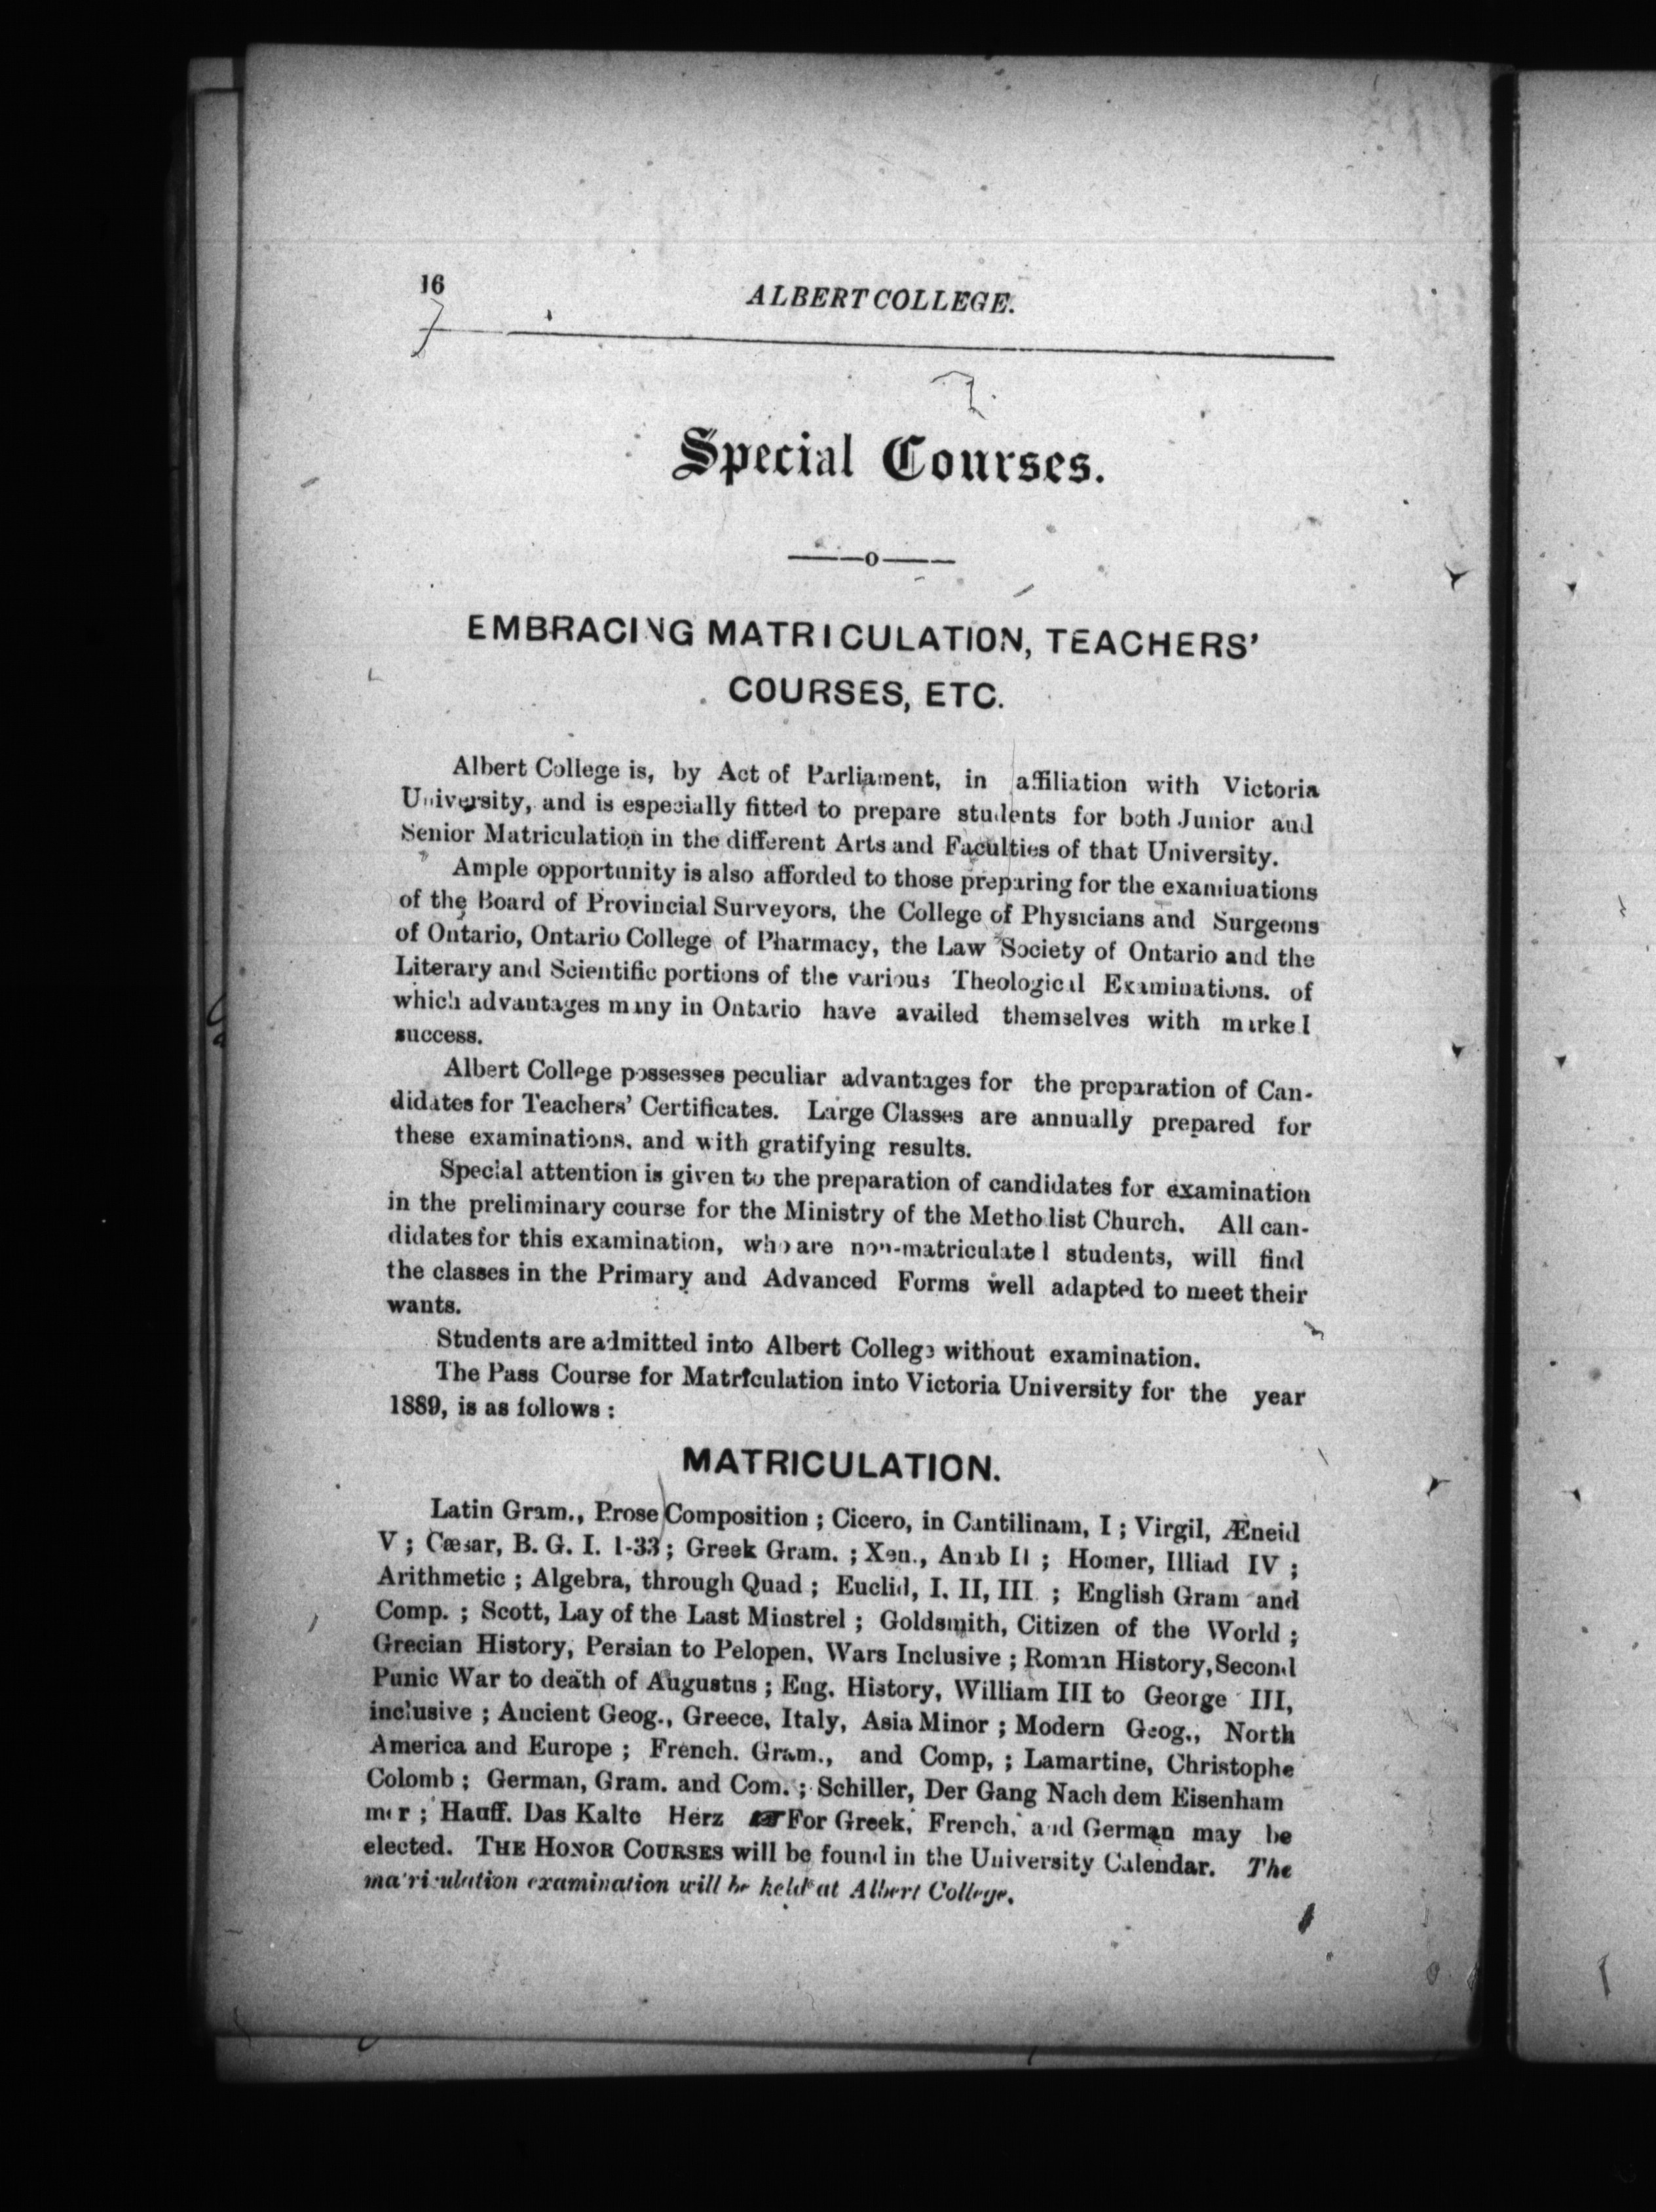 16
ALBERT COLLEGE.
Special Courses.
———o———
EMBRACING MATRICULATION, TEACHERS'
COURSES, ETC.
Albert College is, by Act of Parliament, in affiliation with Victoria
University, and is especially fitted to prepare students for both Junior and
Senior Matriculation in the different Arts and Faculties of that University.
Ample opportunity is also afforded to those preparing for the examinations
of the Board of Provincial Surveyors, the College of Physicians and Surgeons
of Ontario, Ontario College of Pharmacy, the Law Society of Ontario and the
Literary and Scientific portions of the various Theological Examinations. of
which advantages many in Ontario have availed themselves with marked
success.
Albert College possesses peculiar advantages for the preparation of Can-
didates for Teachers' Certificates. Large Classes are annually prepared for
these examinations. and with gratifying results.
Special attention is given to the preparation of candidates for examination
in the preliminary course for the Ministry of the Methodist Church. All can-
didates for this examination, who are non-matriculated students, will find
the classes in the Primary and Advanced Forms well adapted to meet their
wants.
Students are admitted into Albert College without examination.
The Pass Course for Matriculation into Victoria University for the year
1889, is as follows :
MATRICULATION.
Latin Gram., Prose Composition ; Cicero, in Cantilinam, I ; Virgil, Æneid
V ; Cæsar, B. G. I. 1-33 ; Greek Gram. ; Xen., Anab II ; Homer, Illiad IV ;
Arithmetic ; Algebra, through Quad ; Euclid, I. II, III ; English Gram and
Comp. ; Scott, Lay of the Last Minstrel ; Goldsmith, Citizen of the World ;
Grecian History, Persian to Pelopen, Wars Inclusive ; Roman History, Second
Punic War to death of Augustus ; Eng. History, William III to George III,
inclusive ; Ancient Geog., Greece, Italy, Asia Minor ; Modern Geog., North
America and Europe ; French. Gram., and Comp, ; Lamartine, Christophe
Colomb ; German, Gram. and Com. ; Schiller, Der Gang Nach dem Eisenham
mer ; Hauff. Das Kalte Herz ☞ For Greek, French, and German may be
elected. THE HONOR COURSES will be found in the University Calendar. The
matriculation examination will be held at Albert College.